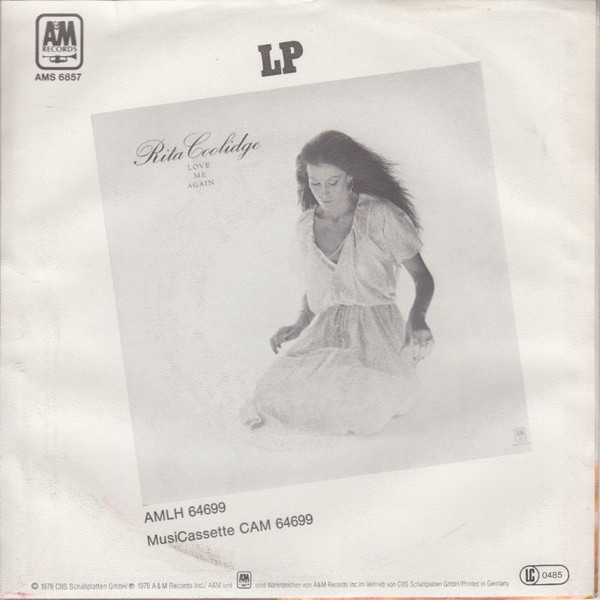 A&M
RECORDS
AMS 6857
LP
Rita Coolidge
LOVE
ME
AGAIN
AMLH 64699
MusiCassette CAM 64699
© 1978 CBS Schallplatten GmbH/℗ 1978 A & M Records Inc./ A&M und A&M sind Warenzeichen von A&M Records Inc im Vertrieb von CBS Schallplatten GmbH/Printed in Germany
LC 0485